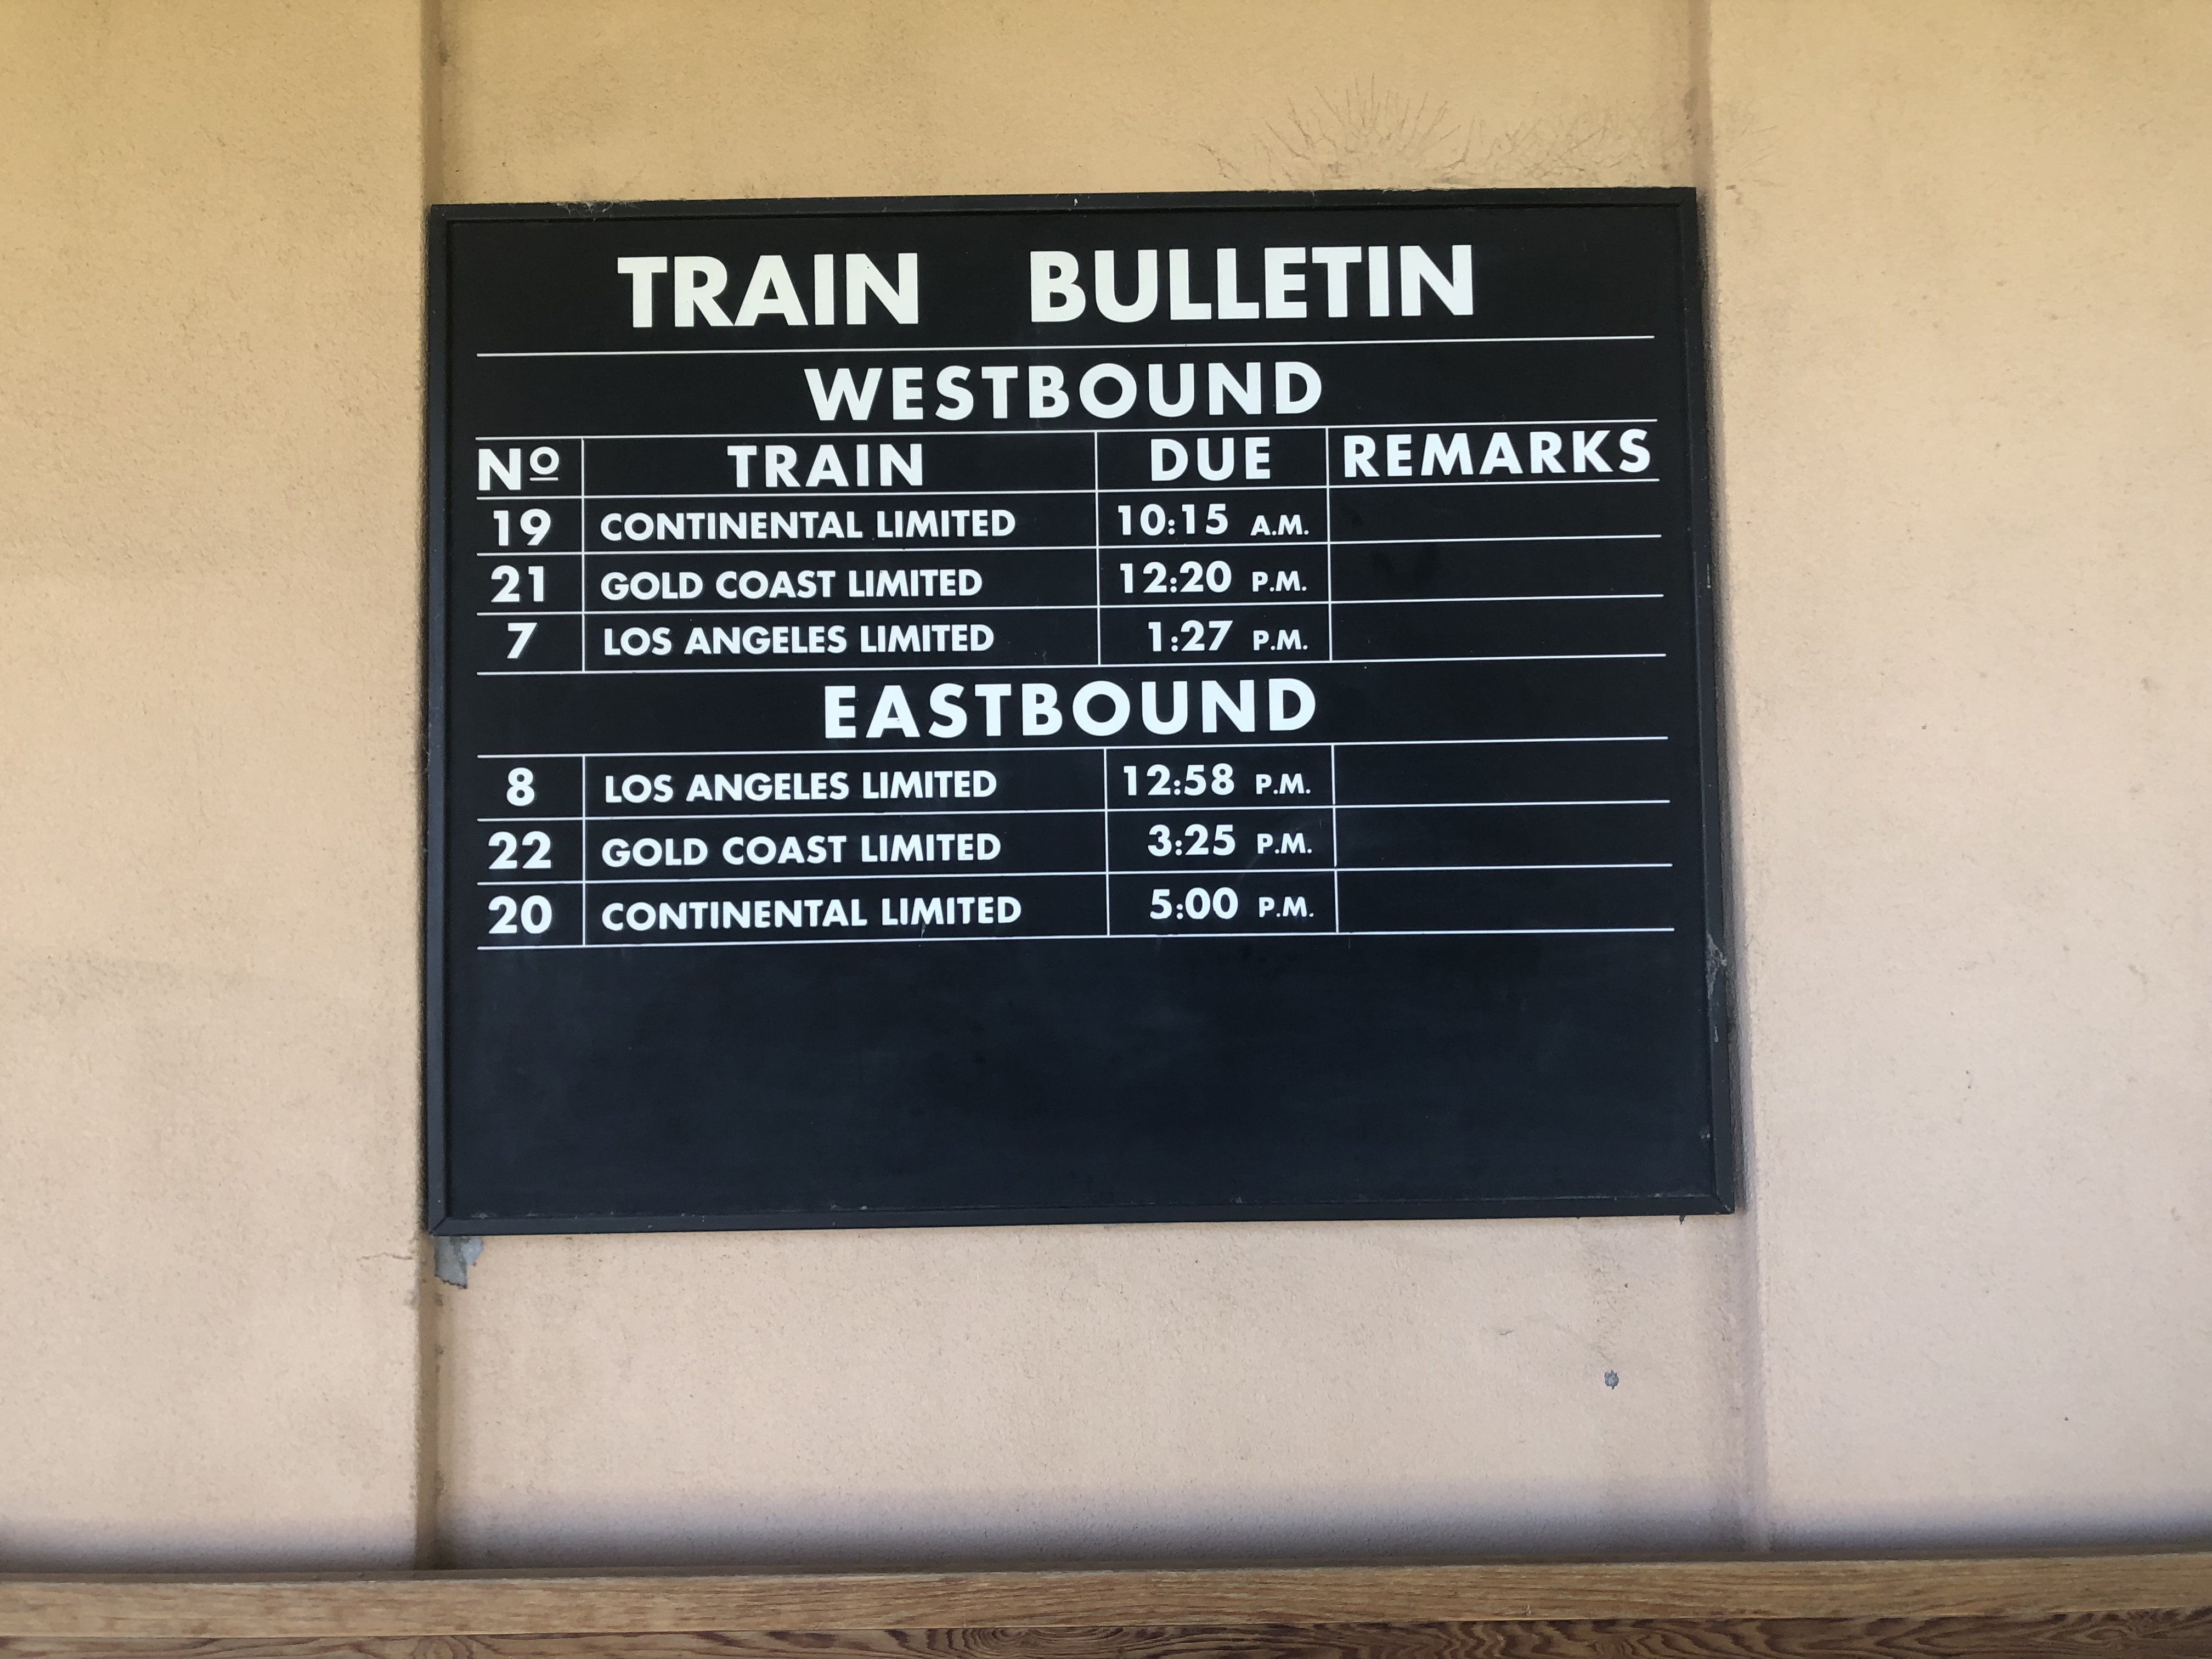 TRAIN BULLETIN
WESTBOUND
Nº TRAIN DUE REMARKS
19 CONTINENTAL LIMITED 10:15 A.M.
21 GOLD COAST LIMITED 12:20 P.M.
7 LOS ANGELES LIMITED 1:27 P.M.
EASTBOUND
8 LOS ANGELES LIMITED 12:58 P.M.
22 GOLD COAST LIMITED 3:25 P.M.
20 CONTINENTAL LIMITED 5:00 P.M.